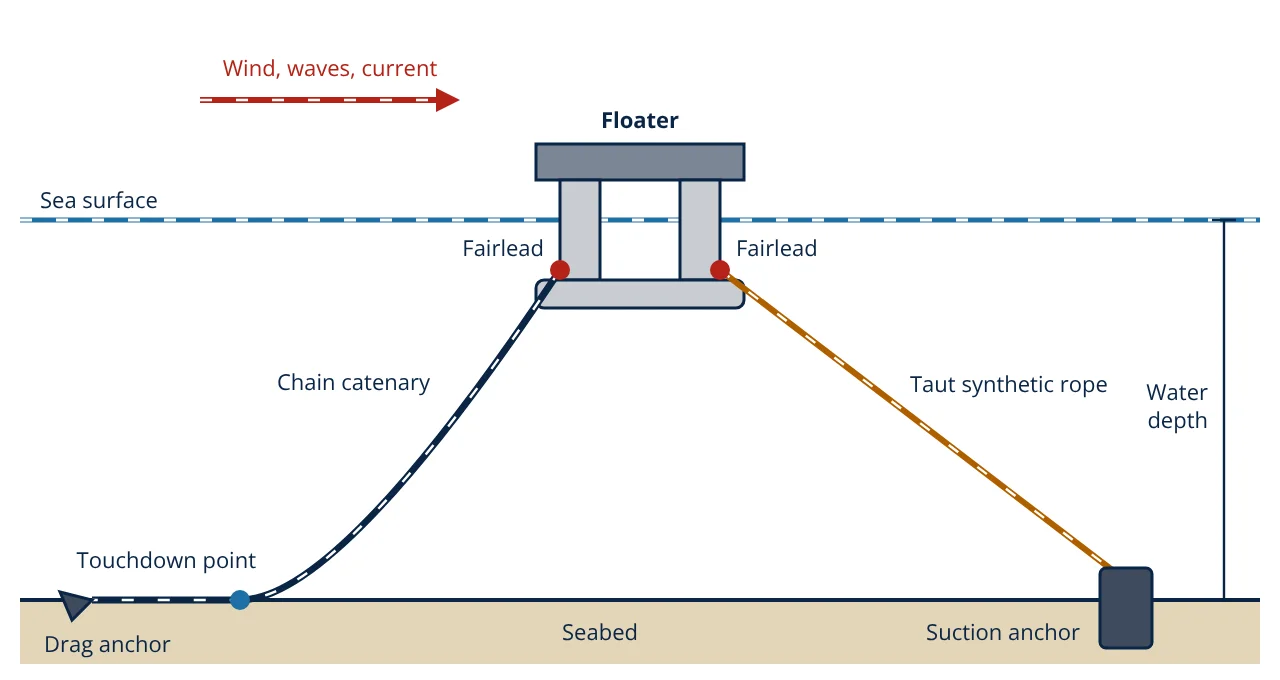 Wind, waves, current
Floater
Sea surface
Fairlead
Fairlead
Chain catenary
Taut synthetic rope
Water
depth
Touchdown point
Drag anchor
Seabed
Suction anchor